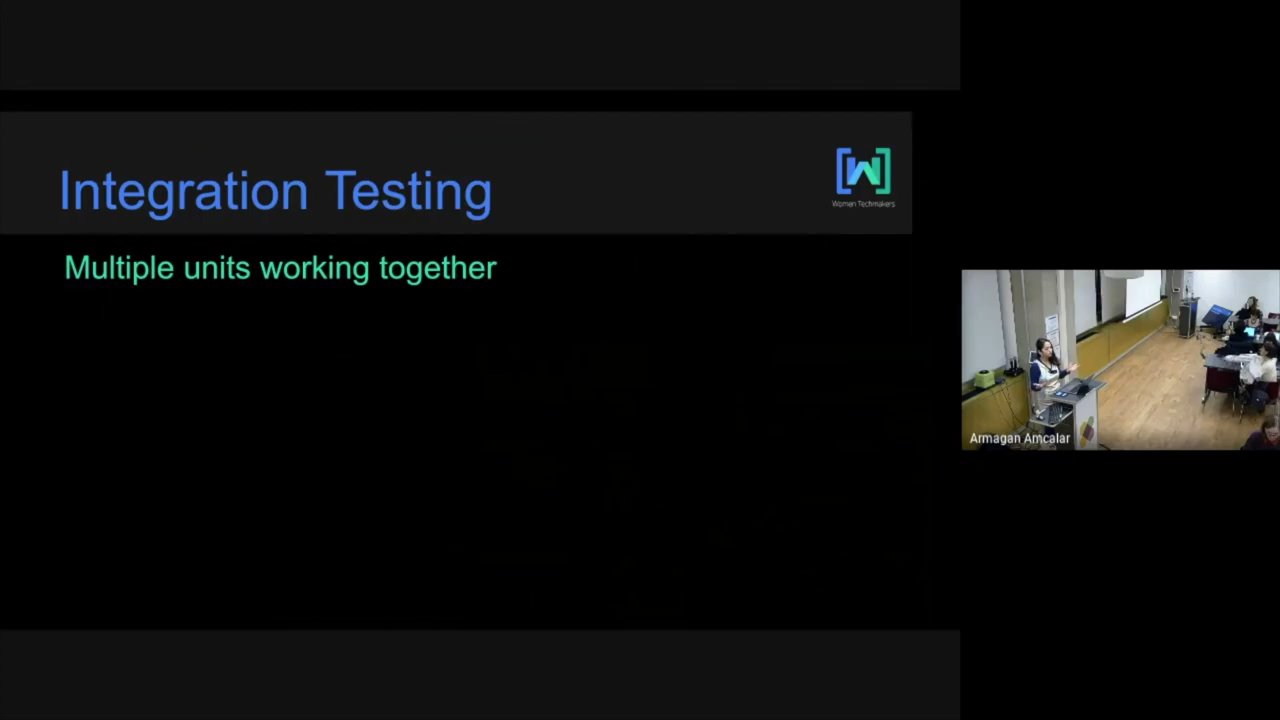 Integration Testing
Women Techmakers
Multiple units working together
Armagan Amcalar